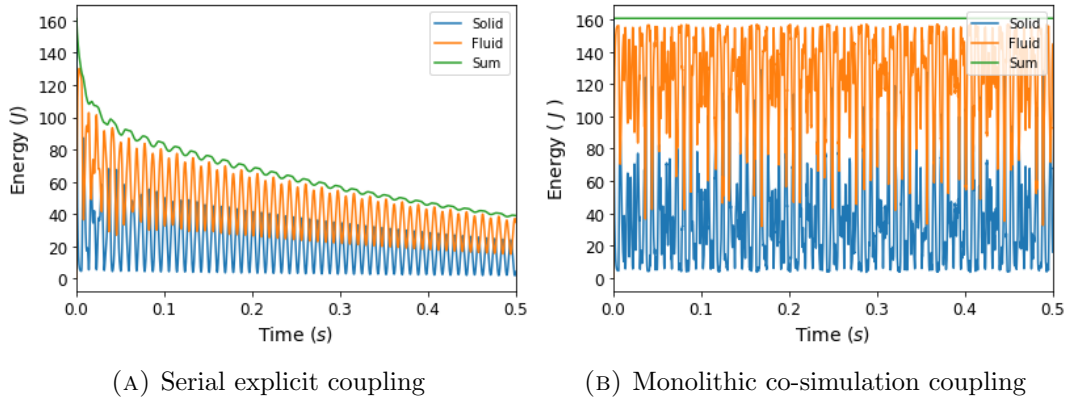 Energy (J)
160
140
120
100
80
60
40
20
0
Solid
Fluid
Sum
0.0 0.1 0.2 0.3 0.4 0.5
Time (s)
(A) Serial explicit coupling
Energy ( J )
160
140
120
100
80
60
40
20
0
Solid
Fluid
Sum
0.0 0.1 0.2 0.3 0.4 0.5
Time (s)
(B) Monolithic co-simulation coupling